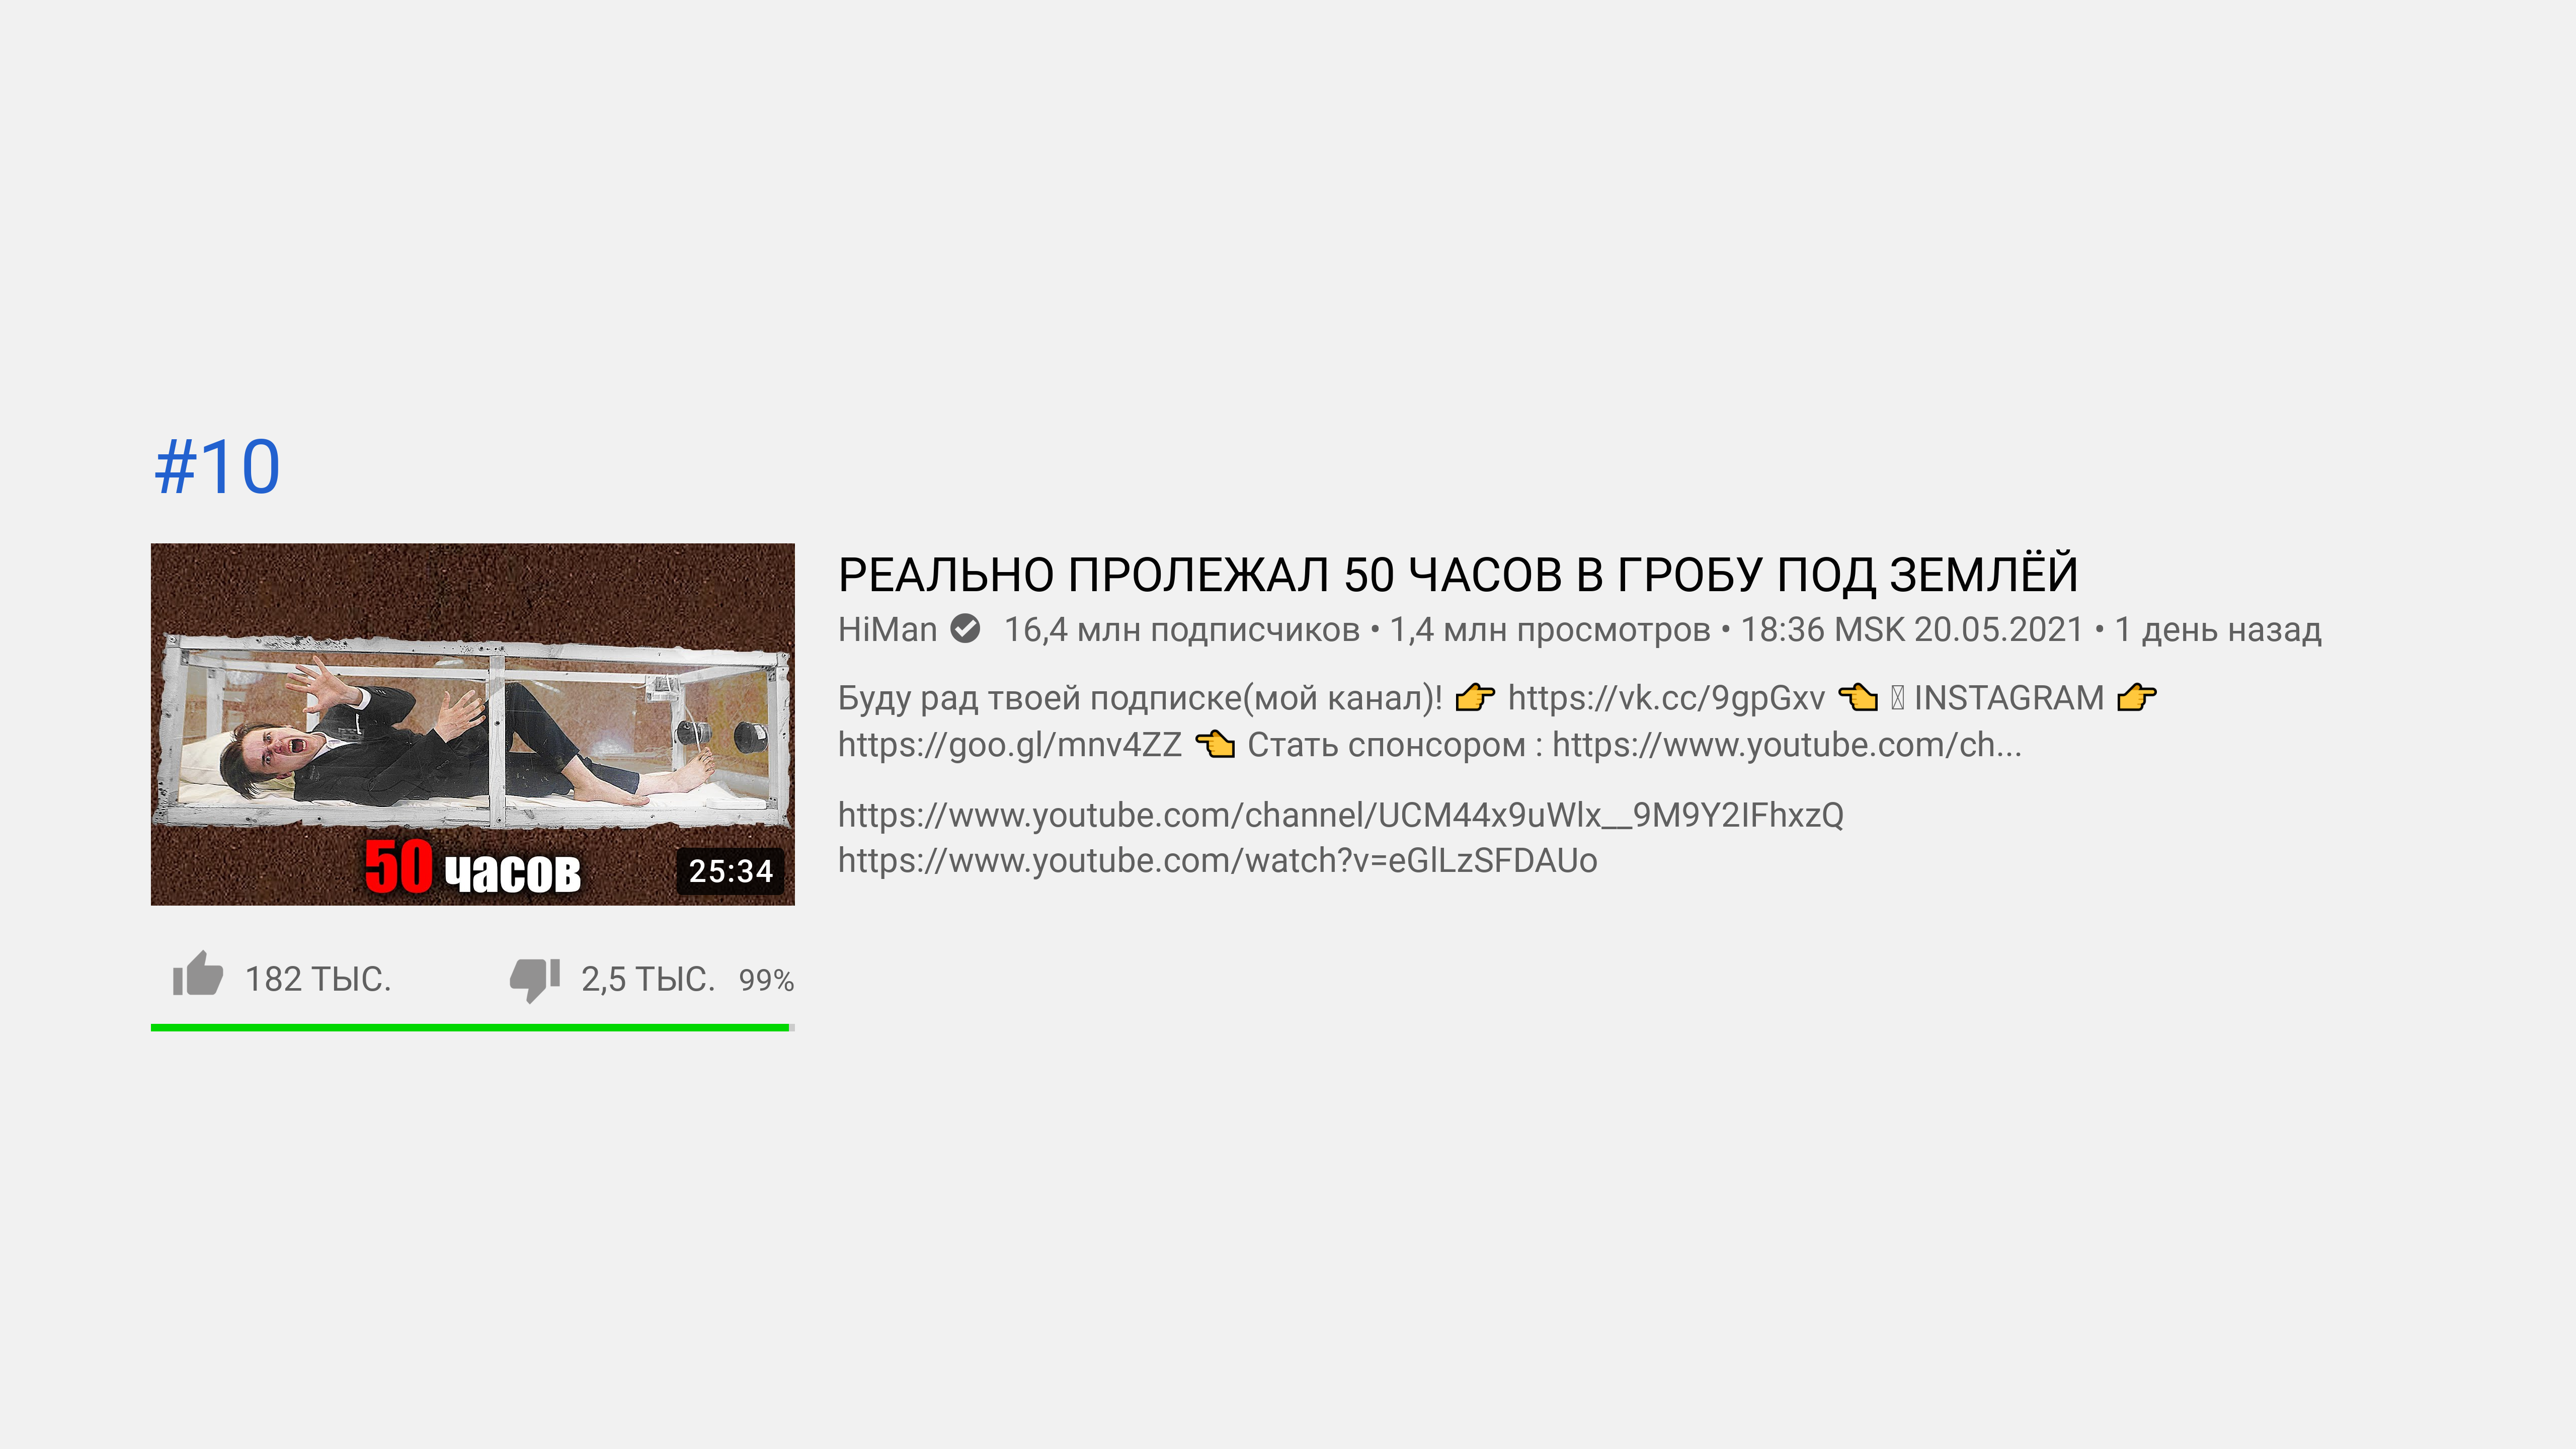 #10
РЕАЛЬНО ПРОЛЕЖАЛ 50 ЧАСОВ В ГРОБУ ПОД ЗЕМЛЁЙ
HiMan 16,4 млн подписчиков • 1,4 млн просмотров • 18:36 MSK 20.05.2021 • 1 день назад
Буду рад твоей подписке(мой канал)! 👉 https://vk.cc/9gpGxv 👈 INSTAGRAM 👉
https://goo.gl/mnv4ZZ 👈 Стать спонсором : https://www.youtube.com/ch...
https://www.youtube.com/channel/UCM44x9uWlx__9M9Y2IFhxzQ
https://www.youtube.com/watch?v=eGlLzSFDAUo
50 часов
25:34
182 ТЫС. 2,5 ТЫС. 99%